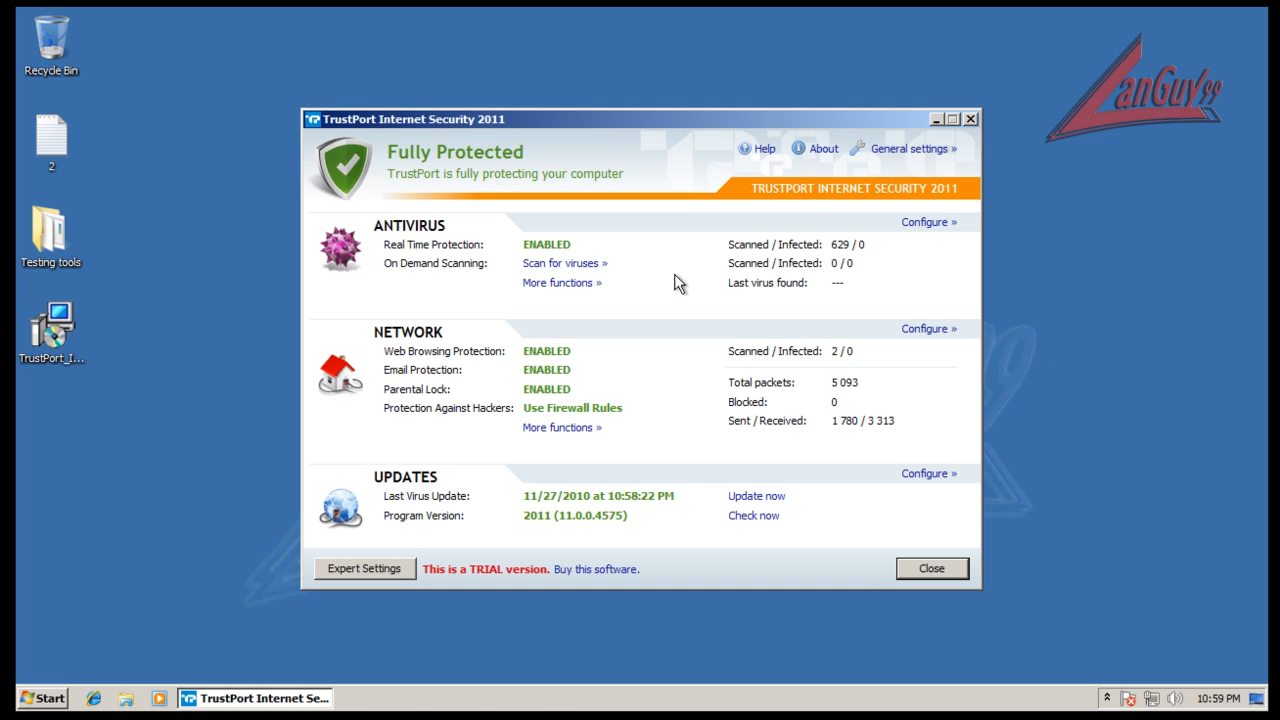 Recycle Bin
2
Testing tools
TrustPort_I...
LanGuy99
TrustPort Internet Security 2011
Fully Protected
TrustPort is fully protecting your computer
Help
About
General settings »
TRUSTPORT INTERNET SECURITY 2011
ANTIVIRUS
Configure »
Real Time Protection: ENABLED Scanned / Infected: 629 / 0
On Demand Scanning: Scan for viruses » Scanned / Infected: 0 / 0
More functions » Last virus found: ---
NETWORK
Configure »
Web Browsing Protection: ENABLED Scanned / Infected: 2 / 0
Email Protection: ENABLED Total packets: 5 093
Parental Lock: ENABLED Blocked: 0
Protection Against Hackers: Use Firewall Rules Sent / Received: 1 780 / 3 313
More functions »
UPDATES
Configure »
Last Virus Update: 11/27/2010 at 10:58:22 PM Update now
Program Version: 2011 (11.0.0.4575) Check now
Expert Settings This is a TRIAL version. Buy this software. Close
Start TrustPort Internet Se... 10:59 PM